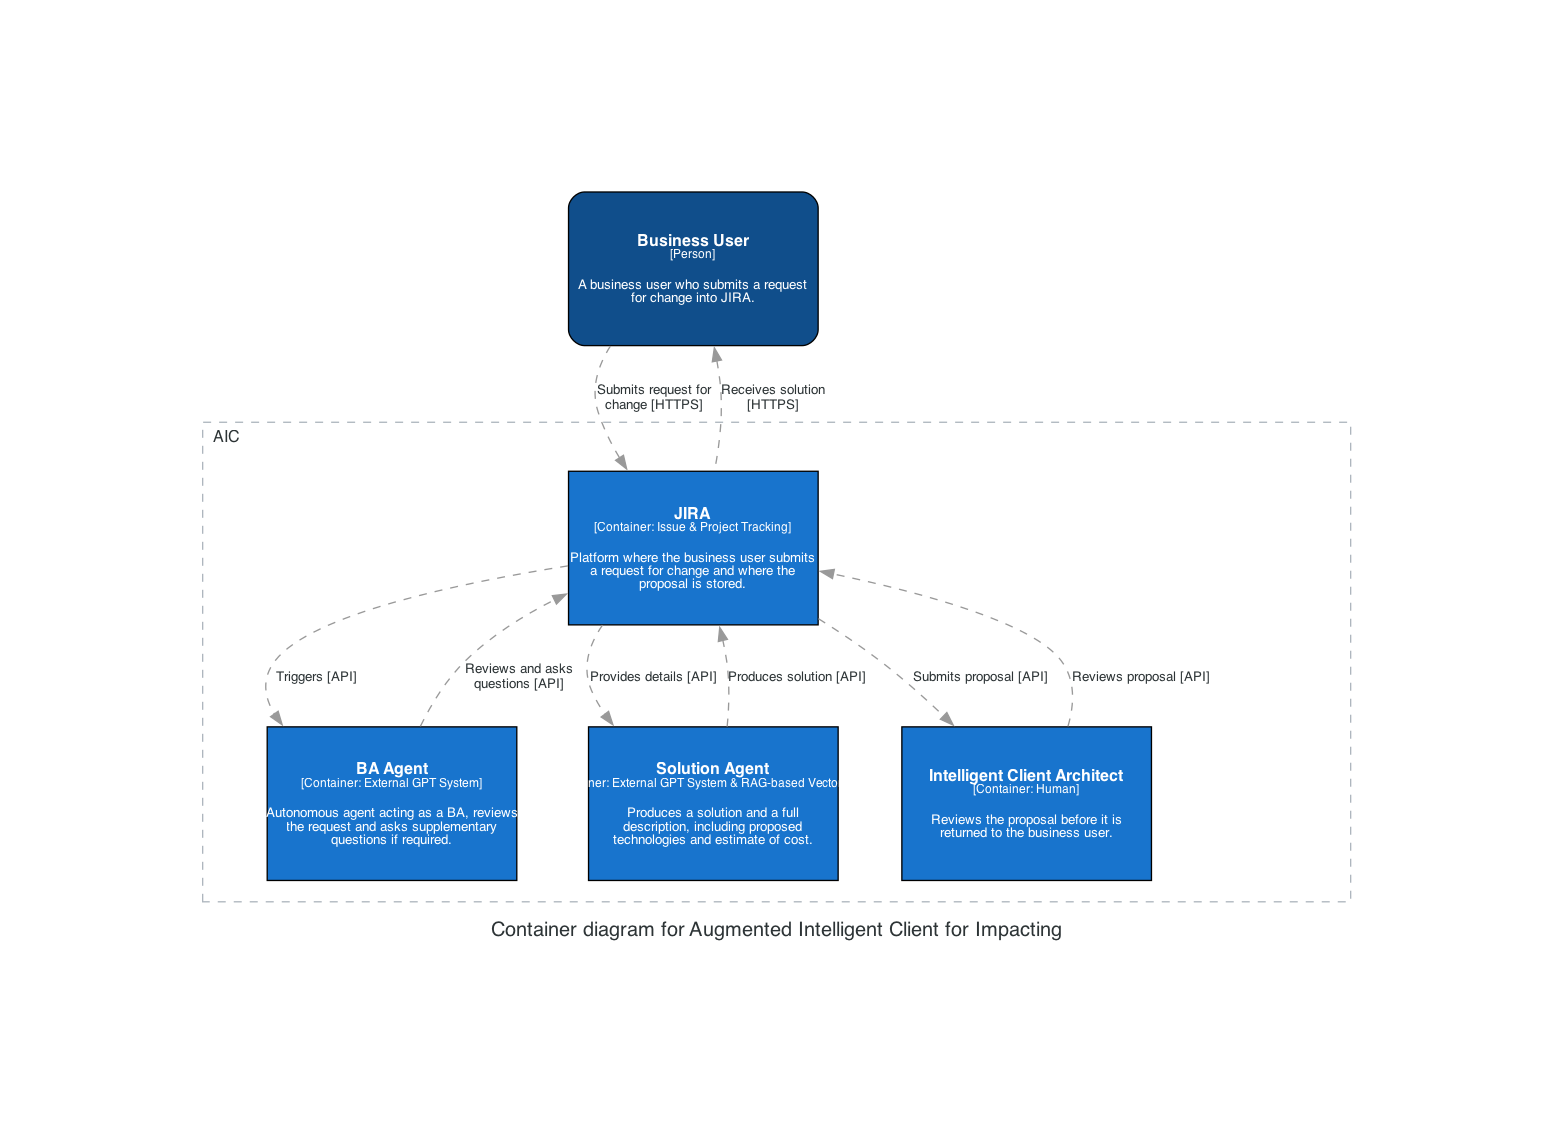 Business User
[Person]
A business user who submits a request
for change into JIRA.
Submits request for
change [HTTPS]
Receives solution
[HTTPS]
AIC
JIRA
[Container: Issue & Project Tracking]
Platform where the business user submits
a request for change and where the
proposal is stored.
Triggers [API]
Reviews and asks
questions [API]
Provides details [API]
Produces solution [API]
Submits proposal [API]
Reviews proposal [API]
BA Agent
[Container: External GPT System]
Autonomous agent acting as a BA, reviews
the request and asks supplementary
questions if required.
Solution Agent
ner: External GPT System & RAG-based Vecto
Produces a solution and a full
description, including proposed
technologies and estimate of cost.
Intelligent Client Architect
[Container: Human]
Reviews the proposal before it is
returned to the business user.
Container diagram for Augmented Intelligent Client for Impacting